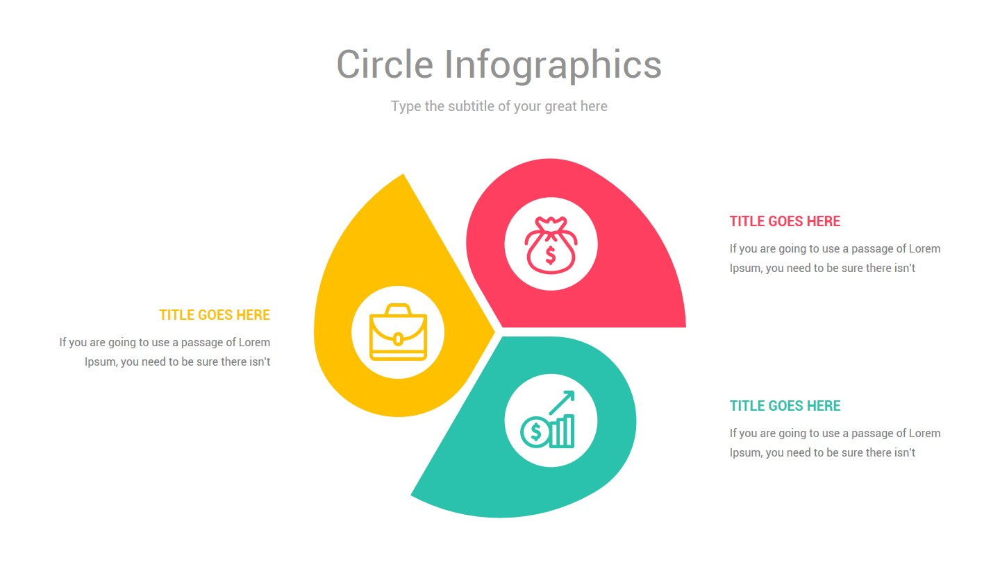 Circle Infographics
Type the subtitle of your great here
TITLE GOES HERE
If you are going to use a passage of Lorem
Ipsum, you need to be sure there isn't
TITLE GOES HERE
If you are going to use a passage of Lorem
Ipsum, you need to be sure there isn't
TITLE GOES HERE
If you are going to use a passage of Lorem
Ipsum, you need to be sure there isn't
$
$